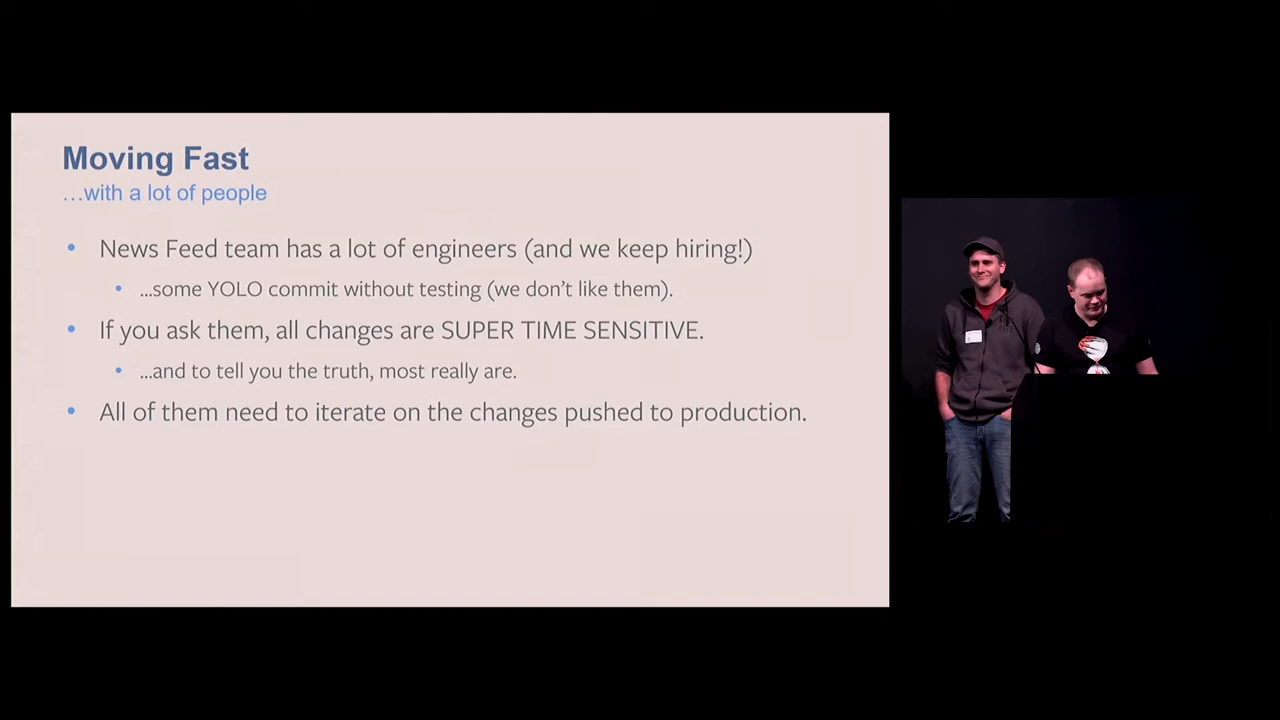 Moving Fast
…with a lot of people
• News Feed team has a lot of engineers (and we keep hiring!)
• …some YOLO commit without testing (we don’t like them).
• If you ask them, all changes are SUPER TIME SENSITIVE.
• …and to tell you the truth, most really are.
• All of them need to iterate on the changes pushed to production.